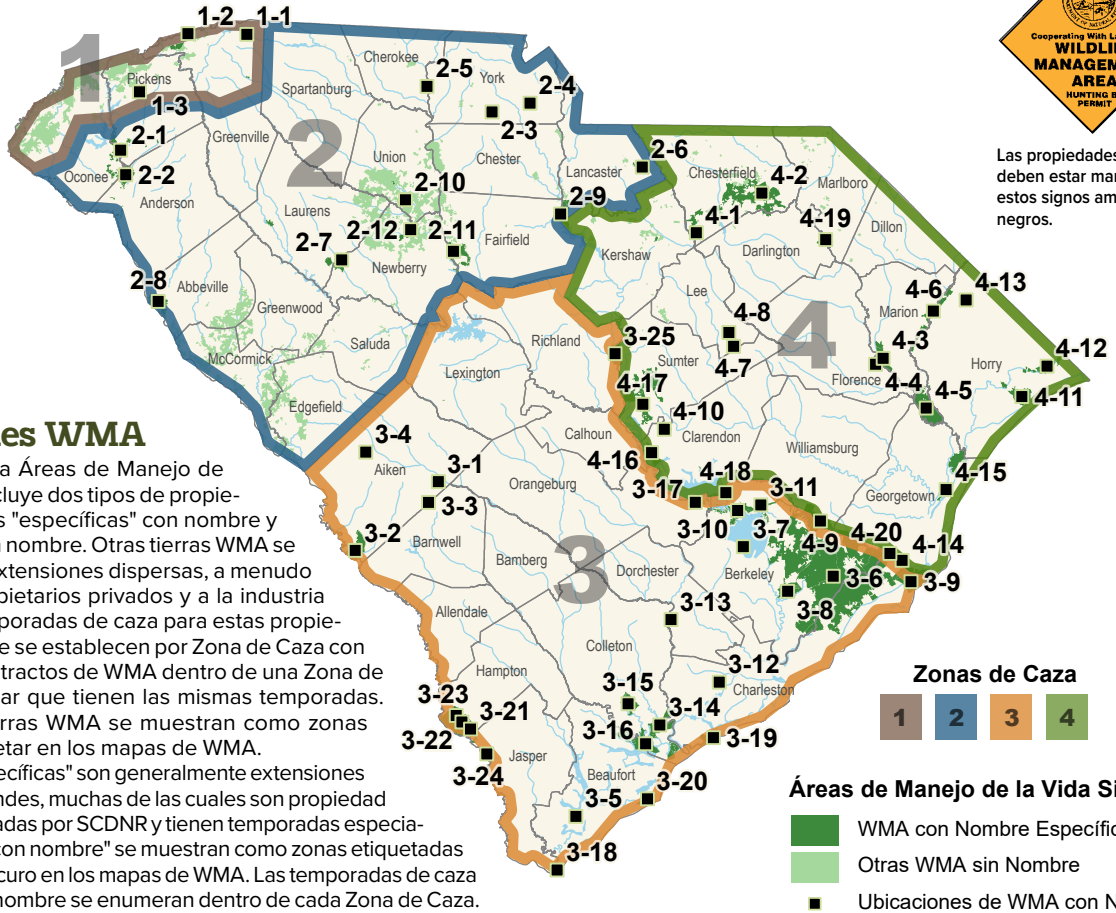 1-2
1-1
1
Pickens
1-3
2-1
Oconee
2-2
Anderson
Greenville
Spartanburg
Cherokee
2-5
York
2-4
2-3
2
Union
Chester
2-10
Laurens
2-12
2-11
2-7
Newberry
Fairfield
Lancaster
2-6
2-9
2-8
Abbeville
Greenwood
McCormick
Saluda
Edgefield
Chesterfield
4-2
Marlboro
4-1
4-19
Dillon
Kershaw
Darlington
Lee
4-13
4-6
Marion
4-8
4
3-25
Sumter
4-7
4-3
Florence
4-4
Horry
4-12
4-11
4-5
4-17
4-10
Clarendon
Williamsburg
4-16
4-18
4-15
Georgetown
Richland
Lexington
Calhoun
3-4
Aiken
3-1
Orangeburg
3-3
3-17
3-11
3-10
3-7
4-9
4-20
4-14
3-2
Barnwell
Bamberg
3
Dorchester
Berkeley
3-6
3-9
3-8
Allendale
3-13
Colleton
Hampton
3-12
Charleston
3-15
3-14
3-23
3-21
3-22
3-16
3-19
3-24
Jasper
Beaufort
3-20
3-5
3-18
Cooperating With
WILDLI
MANAGEM
AREA
HUNTING B
PERMIT
Las propiedades
deben estar mar
estos signos am
negros.
es WMA
a Áreas de Manejo de
cluye dos tipos de propie-
s "específicas" con nombre y
n nombre. Otras tierras WMA se
xtensiones dispersas, a menudo
pietarios privados y a la industria
poradas de caza para estas propie-
e se establecen por Zona de Caza con
tractos de WMA dentro de una Zona de
ar que tienen las mismas temporadas.
erras WMA se muestran como zonas
etar en los mapas de WMA.
ecíficas" son generalmente extensiones
ndes, muchas de las cuales son propiedad
adas por SCDNR y tienen temporadas especia-
con nombre" se muestran como zonas etiquetadas
curo en los mapas de WMA. Las temporadas de caza
nombre se enumeran dentro de cada Zona de Caza.
Zonas de Caza
1 2 3 4
Áreas de Manejo de la Vida Si
WMA con Nombre Específic
Otras WMA sin Nombre
Ubicaciones de WMA con N